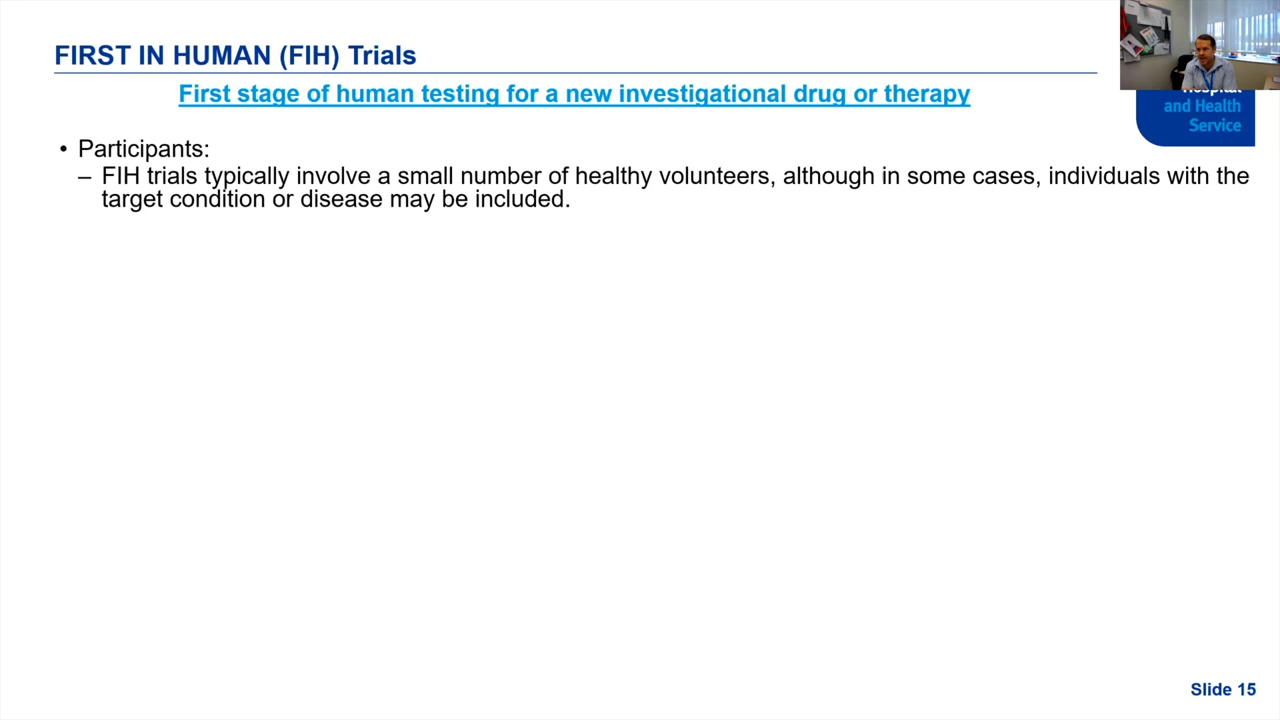 FIRST IN HUMAN (FIH) Trials
First stage of human testing for a new investigational drug or therapy
• Participants:
– FIH trials typically involve a small number of healthy volunteers, although in some cases, individuals with the
target condition or disease may be included.
Hospital
and Health
Service
Slide 15